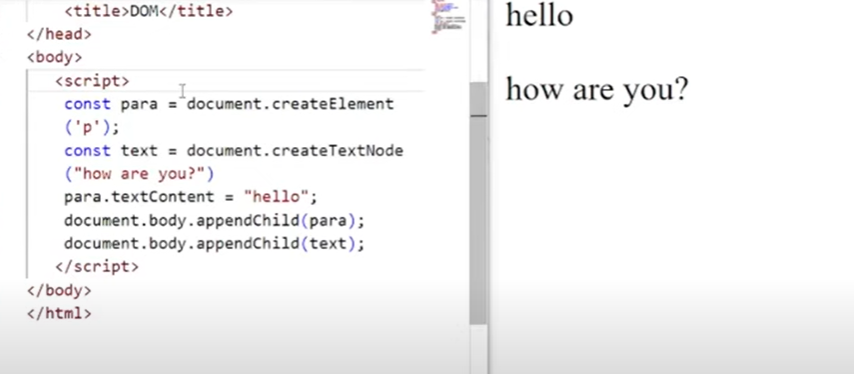 <title>DOM</title>
</head>
<body>
<script>
const para = document.createElement
('p');
const text = document.createTextNode
("how are you?")
para.textContent = "hello";
document.body.appendChild(para);
document.body.appendChild(text);
</script>
</body>
</html>
hello
how are you?